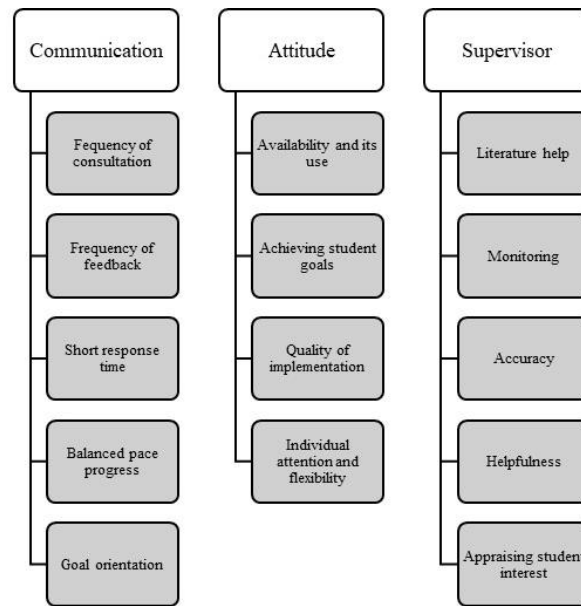 Communication
Fequency of
consultation
Frequency of
feedback
Short response
time
Balanced pace
progress
Goal orientation
Attitude
Availability and its
use
Achieving student
goals
Quality of
implementation
Individual
attention and
flexibility
Supervisor
Literature help
Monitoring
Accuracy
Helpfulness
Appraising student
interest